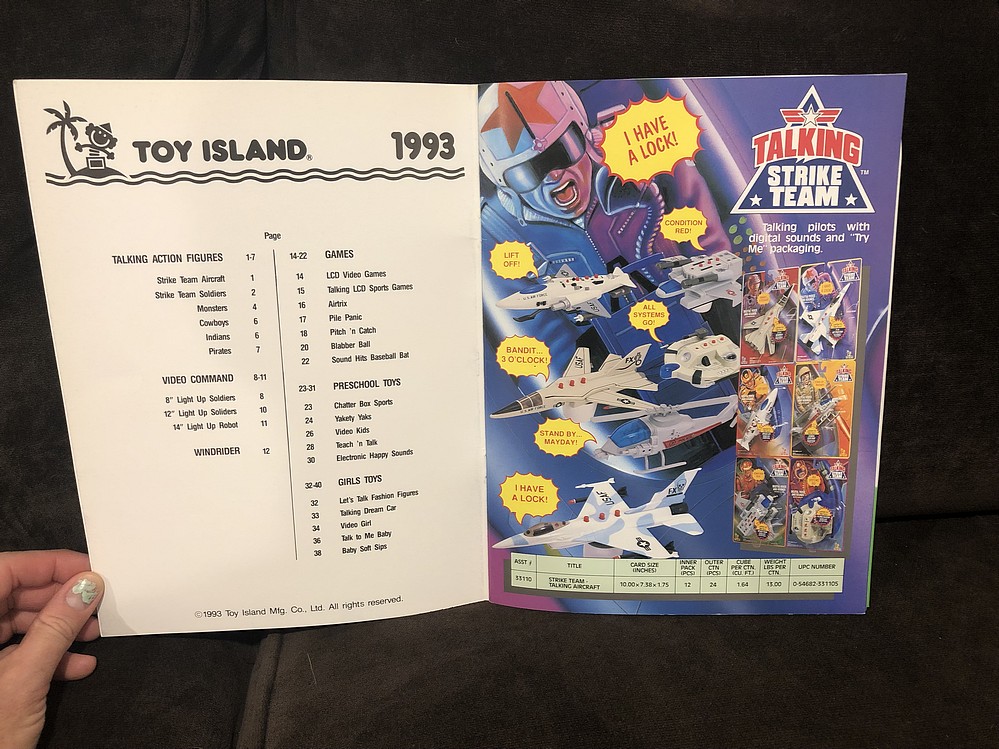 TOY ISLAND® 1993
Page
TALKING ACTION FIGURES 1-7
Strike Team Aircraft 1
Strike Team Soldiers 2
Monsters 4
Cowboys 6
Indians 6
Pirates 7
VIDEO COMMAND 8-11
8" Light Up Soldiers 8
12" Light Up Soliders 10
14" Light Up Robot 11
WINDRIDER 12
14-22 GAMES
14 LCD Video Games
15 Talking LCD Sports Games
16 Airtrix
17 Pile Panic
18 Pitch 'n Catch
20 Blabber Ball
22 Sound Hits Baseball Bat
23-31 PRESCHOOL TOYS
23 Chatter Box Sports
24 Yakety Yaks
26 Video Kids
28 Teach 'n Talk
30 Electronic Happy Sounds
32-40 GIRLS TOYS
32 Let's Talk Fashion Figures
33 Talking Dream Car
34 Video Girl
36 Talk to Me Baby
38 Baby Soft Sips
©1993 Toy Island Mfg. Co., Ltd. All rights reserved.
I HAVE
A LOCK!
TALKING
STRIKE
TEAM™
Talking pilots with
digital sounds and "Try
Me" packaging.
CONDITION
RED!
LIFT
OFF!
U.S. AIR FORCE
ALL
SYSTEMS
GO!
BANDIT...
3 O'CLOCK!
USAF
FX
U.S. AIR FORCE
STAND BY...
MAYDAY!
I HAVE
A LOCK!
USAF
FX
ASST # TITLE CARD SIZE (INCHES) INNER PACK (PCS) OUTER CTN (PCS) CUBE PER CTN. (CU. FT.) WEIGHT LBS PER CTN. UPC NUMBER
33110 STRIKE TEAM - TALKING AIRCRAFT 10.00 x 7.38 x 1.75 12 24 1.64 13.00 0-54682-331105